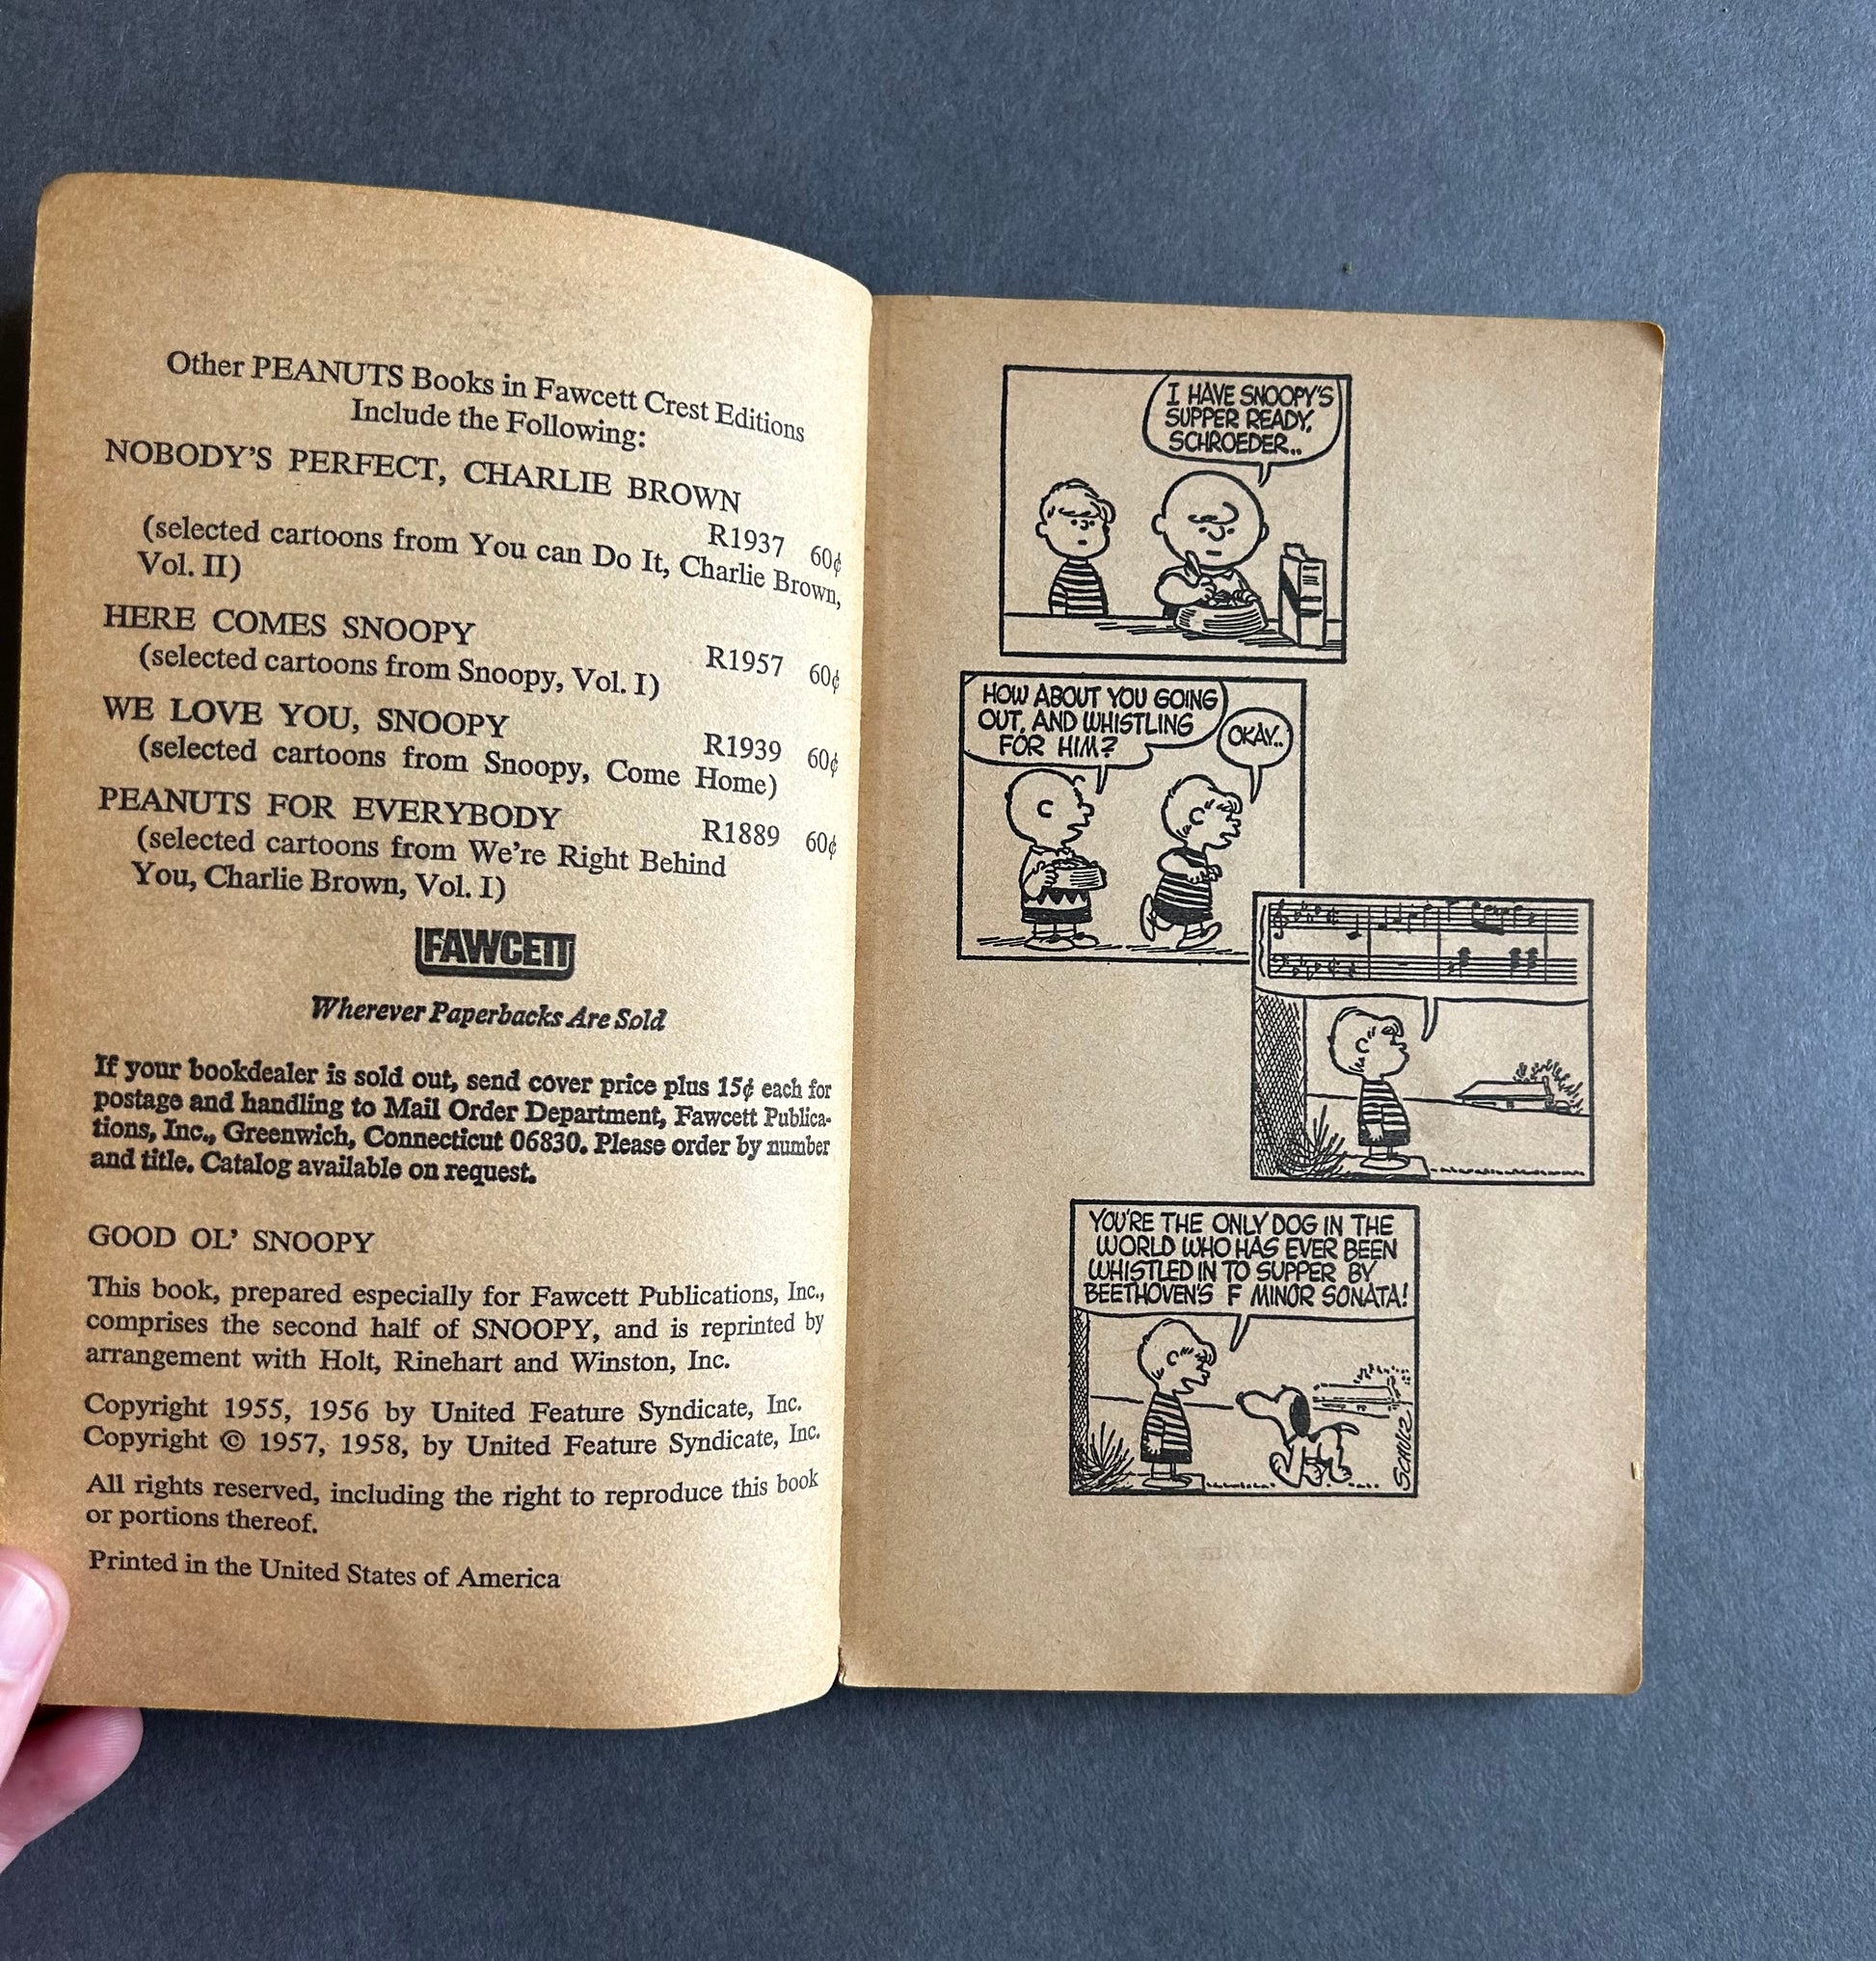 Other PEANUTS Books in Fawcett Crest Editions
Include the Following:
NOBODY'S PERFECT, CHARLIE BROWN
R1937 60¢
(selected cartoons from You can Do It, Charlie Brown,
Vol. II)
HERE COMES SNOOPY
R1957 60¢
(selected cartoons from Snoopy, Vol. I)
WE LOVE YOU, SNOOPY
R1939 60¢
(selected cartoons from Snoopy, Come Home)
PEANUTS FOR EVERYBODY
R1889 60¢
(selected cartoons from We're Right Behind
You, Charlie Brown, Vol. I)
FAWCETT
Wherever Paperbacks Are Sold
If your bookdealer is sold out, send cover price plus 15¢ each for
postage and handling to Mail Order Department, Fawcett Publica-
tions, Inc., Greenwich, Connecticut 06830. Please order by number
and title. Catalog available on request.
GOOD OL' SNOOPY
This book, prepared especially for Fawcett Publications, Inc.,
comprises the second half of SNOOPY, and is reprinted by
arrangement with Holt, Rinehart and Winston, Inc.
Copyright 1955, 1956 by United Feature Syndicate, Inc.
Copyright © 1957, 1958, by United Feature Syndicate, Inc.
All rights reserved, including the right to reproduce this book
or portions thereof.
Printed in the United States of America
I HAVE SNOOPY'S
SUPPER READY,
SCHROEDER..
HOW ABOUT YOU GOING
OUT, AND WHISTLING
FOR HIM?
OKAY..
YOU'RE THE ONLY DOG IN THE
WORLD WHO HAS EVER BEEN
WHISTLED IN TO SUPPER BY
BEETHOVEN'S F MINOR SONATA!
SCHULZ